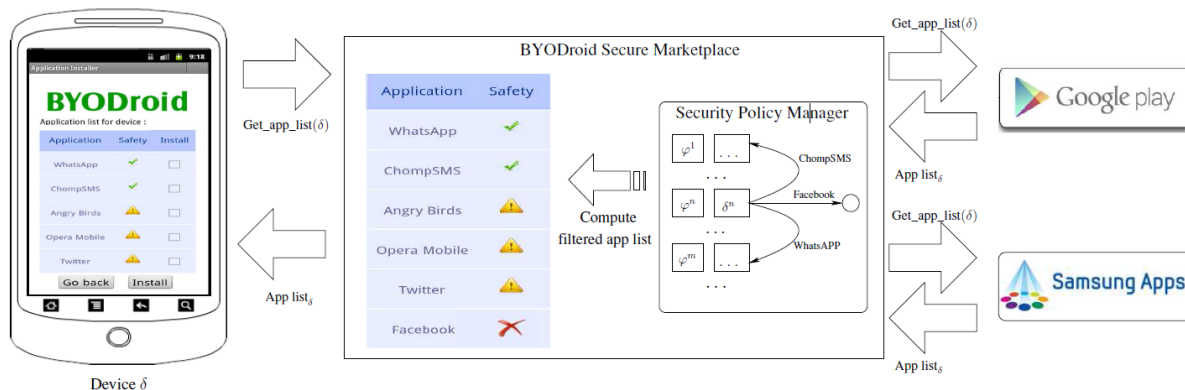 9:18
Application Installer
BYODroid
Application list for device :
Application Safety Install
WhatsApp
ChompSMS
Angry Birds
Opera Mobile
Twitter
Go back Install
Device δ
Get_app_list(δ)
App list_δ
BYODroid Secure Marketplace
Application Safety
WhatsApp
ChompSMS
Angry Birds
Opera Mobile
Twitter
Facebook
Compute
filtered app list
Security Policy Manager
φ^1 ...
...
φ^n δ^n
...
φ^m ...
...
ChompSMS
Facebook
WhatsAPP
Get_app_list(δ)
Google play
App list_δ
Get_app_list(δ)
Samsung Apps
App list_δ